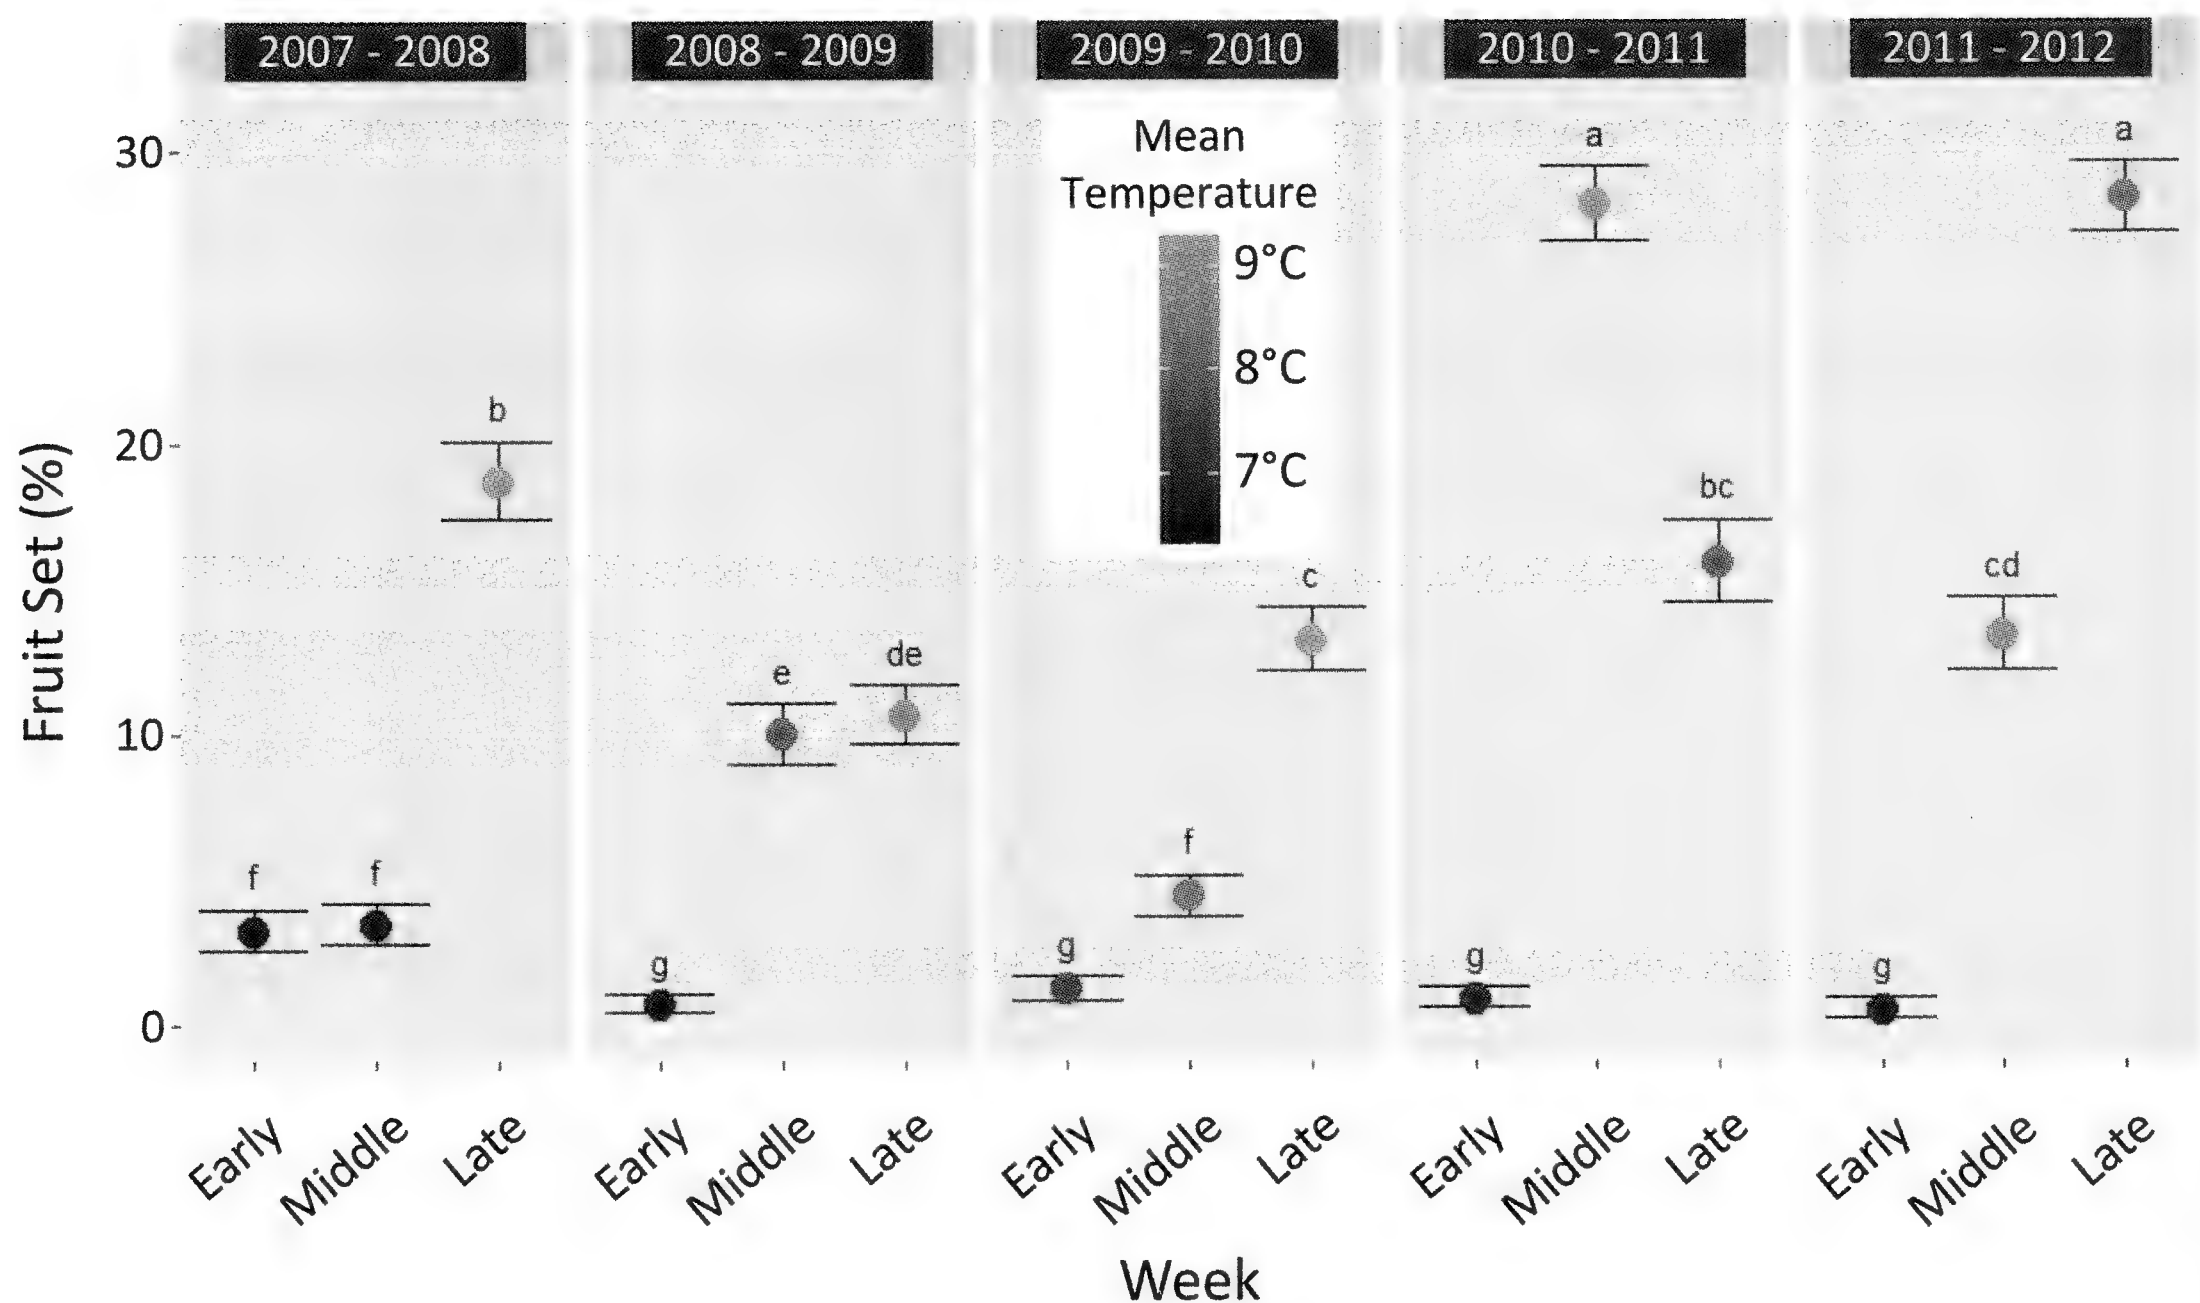 2007 - 2008
2008 - 2009
2009 - 2010
2010 - 2011
2011 - 2012
Mean
Temperature
9°C
8°C
7°C
Fruit Set (%)
30
20
10
0
f
f
b
g
e
de
g
f
c
g
a
bc
g
cd
a
Early
Middle
Late
Early
Middle
Late
Early
Middle
Late
Early
Middle
Late
Early
Middle
Late
Week